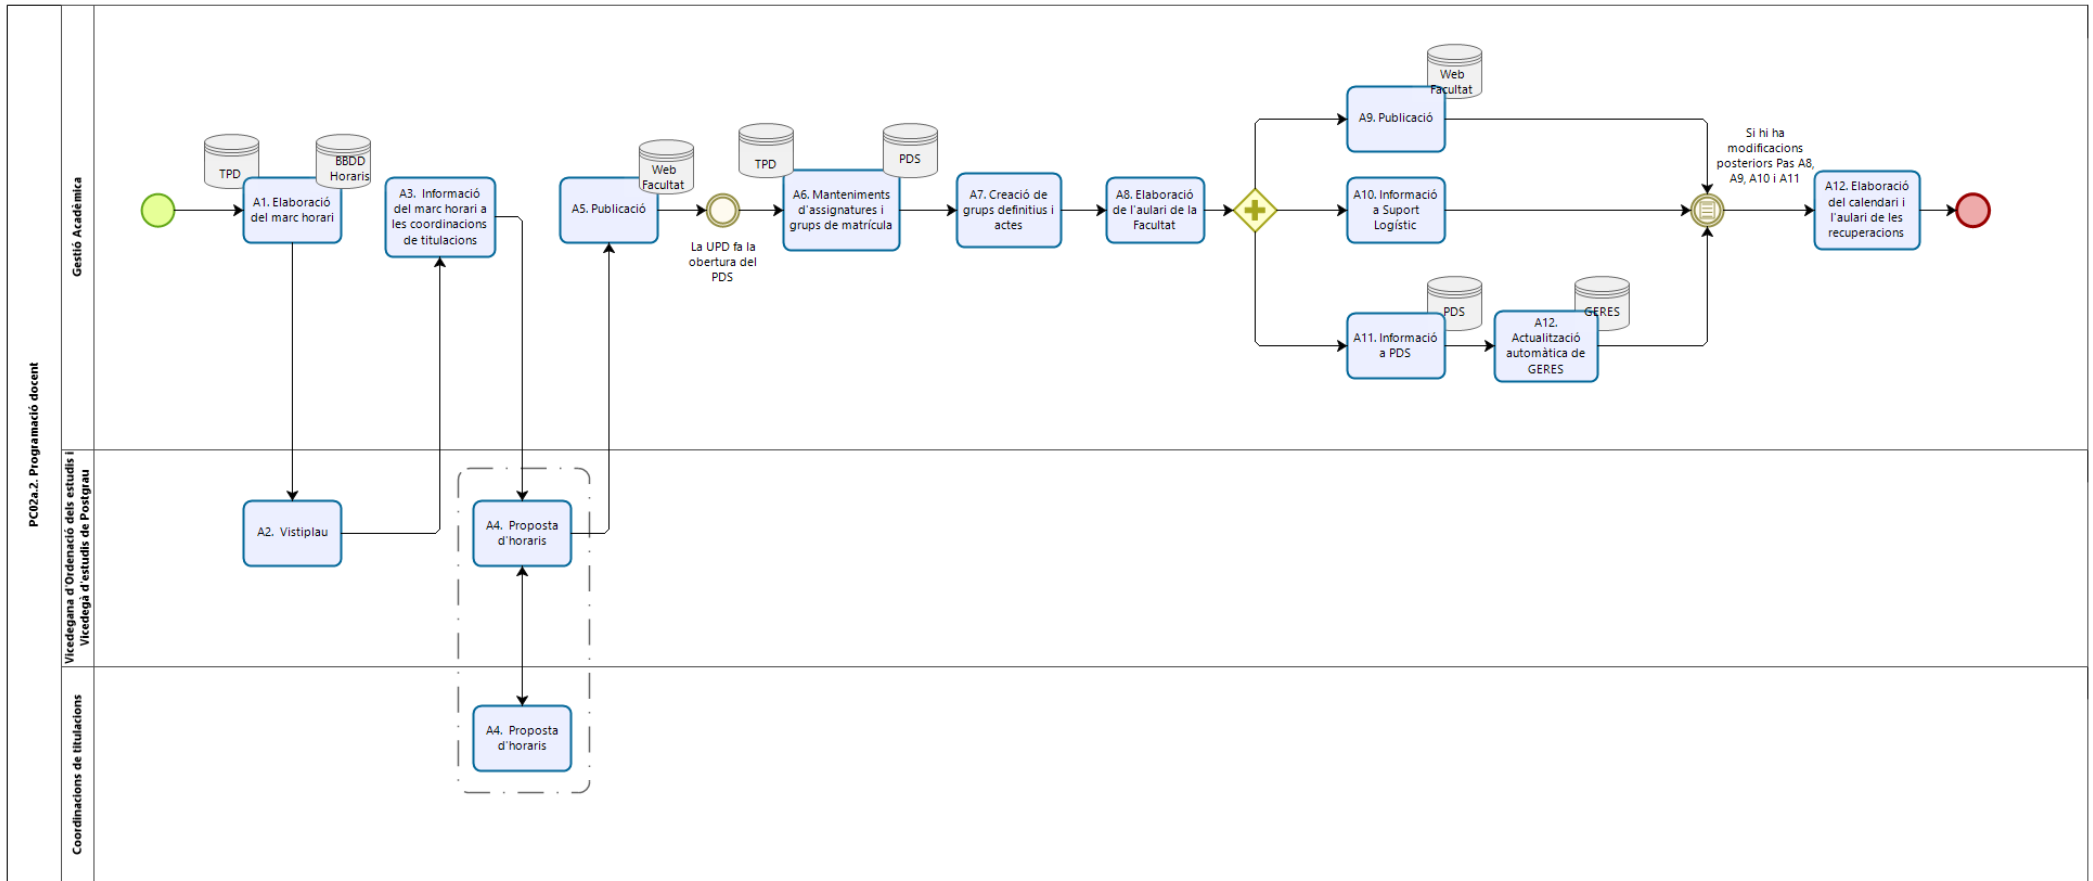 PC02a.2. Programació docent
Gestió Acadèmica
TPD
BBDD
Horaris
A1. Elaboració
del marc horari
A3. Informació
del marc horari a
les coordinacions
de titulacions
Web
Facultat
A5. Publicació
La UPD fa la
obertura del
PDS
TPD
PDS
A6. Manteniments
d'assignatures i
grups de matrícula
A7. Creació de
grups definitius i
actes
A8. Elaboració
de l'aulari de la
Facultat
Web
Facultat
A9. Publicació
A10. Informació
a Suport
Logístic
PDS
A11. Informació
a PDS
GERES
A12.
Actualització
automàtica de
GERES
Si hi ha
modificacions
posteriors Pas A8,
A9, A10 i A11
A12. Elaboració
del calendari i
l'aulari de les
recuperacions
Vicedegana d'Ordenació dels estudis i
Vicedegà d'estudis de Postgrau
A2. Vistiplau
A4. Proposta
d'horaris
Coordinacions de titulacions
A4. Proposta
d'horaris